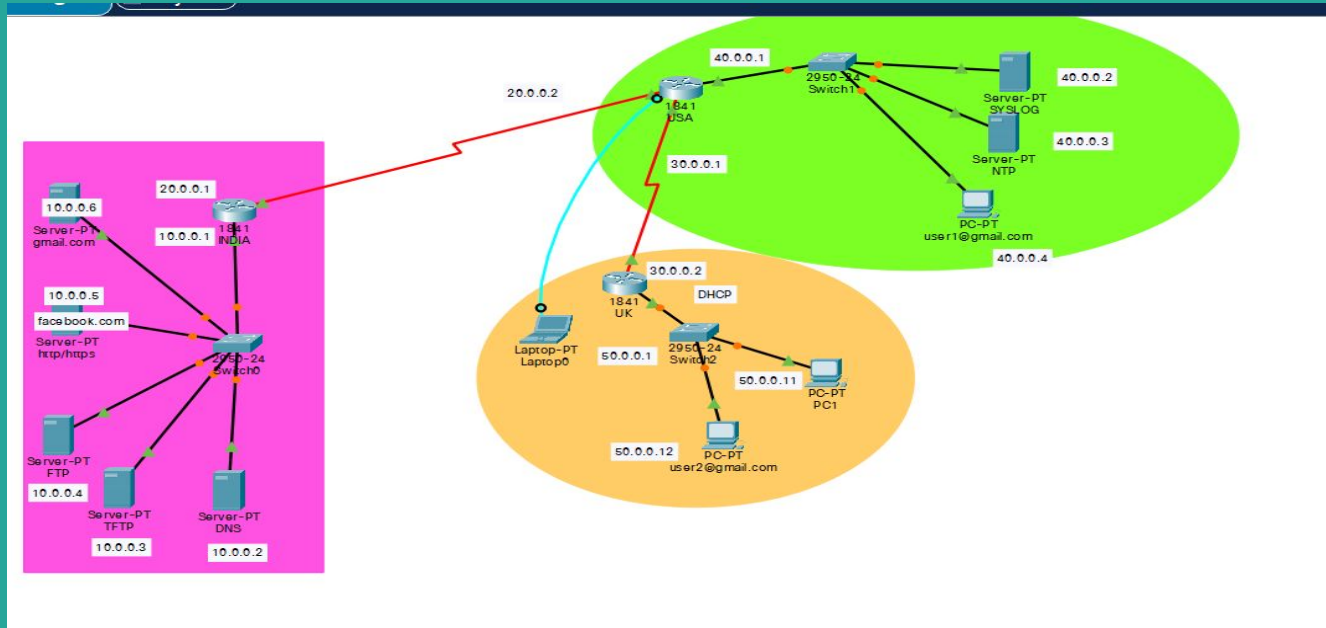 40.0.0.1
2950-24
Switch1
40.0.0.2
Server-PT
SYSLOG
20.0.0.2
1841
USA
40.0.0.3
Server-PT
NTP
30.0.0.1
PC-PT
user1@gmail.com
40.0.0.4
20.0.0.1
10.0.0.6
Server-PT
gmail.com
10.0.0.1
1841
INDIA
10.0.0.5
facebook.com
Server-PT
http/https
2950-24
Switch0
Server-PT
FTP
10.0.0.4
Server-PT
TFTP
10.0.0.3
Server-PT
DNS
10.0.0.2
30.0.0.2
1841
UK
DHCP
Laptop-PT
Laptop0
50.0.0.1
2950-24
Switch2
50.0.0.11
PC-PT
PC1
50.0.0.12
PC-PT
user2@gmail.com